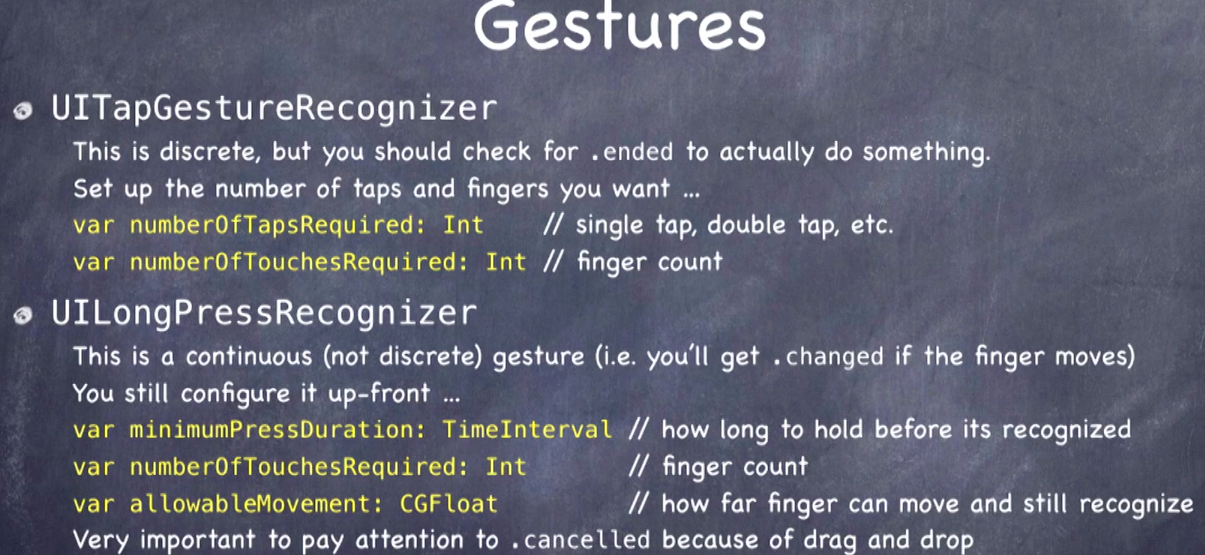 Gestures
UITapGestureRecognizer
This is discrete, but you should check for .ended to actually do something.
Set up the number of taps and fingers you want ...
var numberOfTapsRequired: Int // single tap, double tap, etc.
var numberOfTouchesRequired: Int // finger count
UILongPressRecognizer
This is a continuous (not discrete) gesture (i.e. you'll get .changed if the finger moves)
You still configure it up-front ...
var minimumPressDuration: TimeInterval // how long to hold before its recognized
var numberOfTouchesRequired: Int // finger count
var allowableMovement: CGFloat // how far finger can move and still recognize
Very important to pay attention to .cancelled because of drag and drop